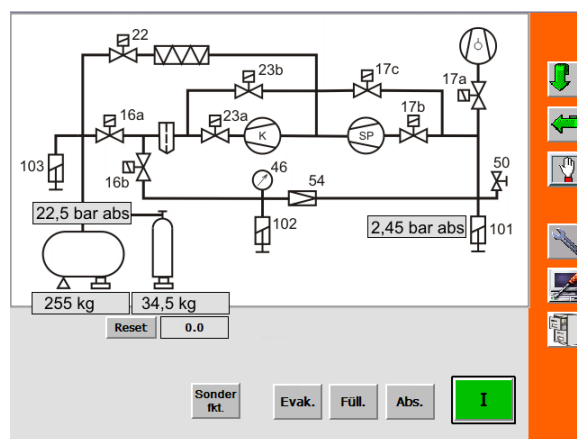 22
23b
17c
17a
16a
23a
17b
K
SP
103
16b
46
54
50
22,5 bar abs
102
2,45 bar abs
101
255 kg
34,5 kg
Reset
0.0
Sonder
fkt.
Evak.
Füll.
Abs.
I